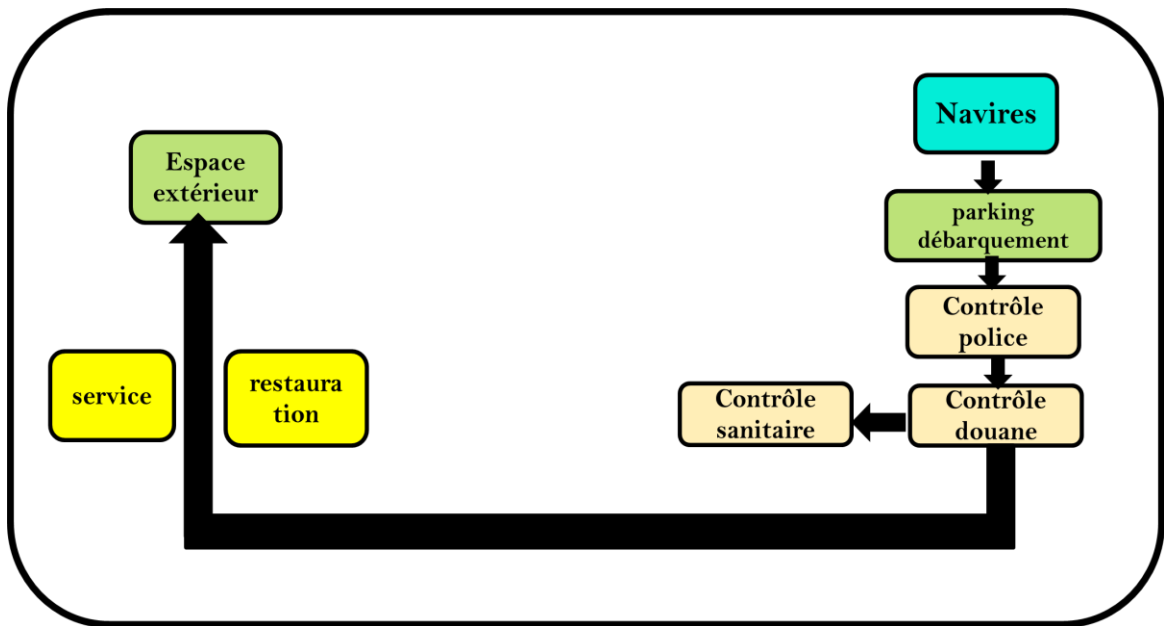 Navires
Espace
extérieur
parking
débarquement
Contrôle
police
service
restaura
tion
Contrôle
sanitaire
Contrôle
douane